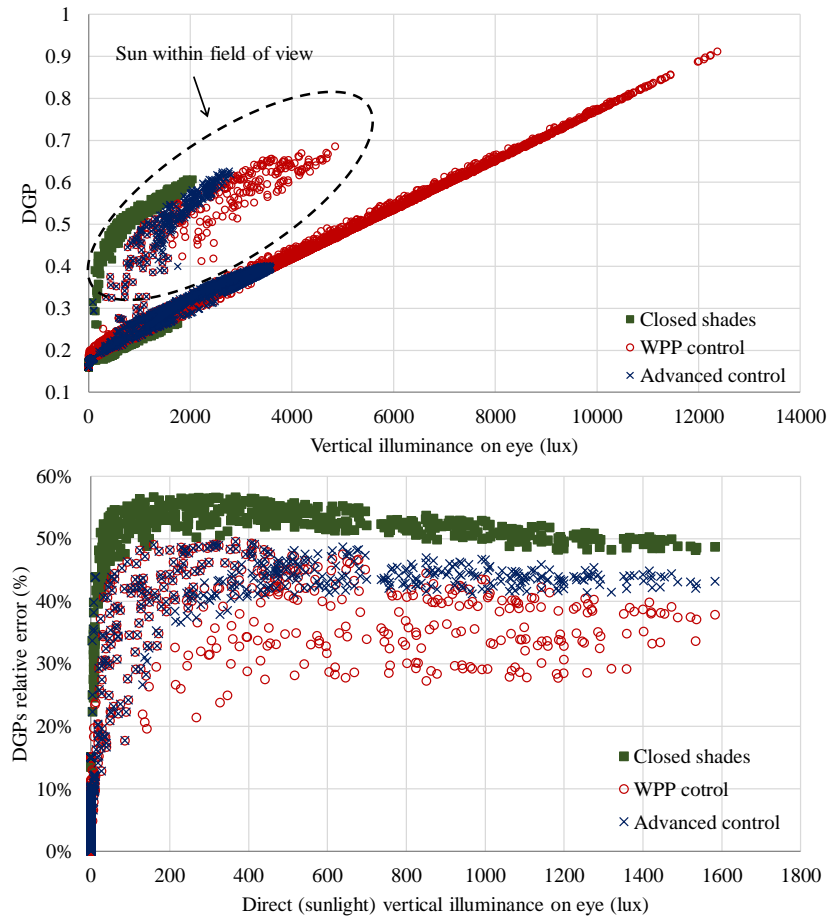 1
0.9
0.8
0.7
0.6
0.5
0.4
0.3
0.2
0.1
DGP
Sun within field of view
Closed shades
WPP control
Advanced control
0 2000 4000 6000 8000 10000 12000 14000
Vertical illuminance on eye (lux)
60%
50%
40%
30%
20%
10%
0%
DGPs relative error (%)
Closed shades
WPP cotrol
Advanced control
0 200 400 600 800 1000 1200 1400 1600 1800
Direct (sunlight) vertical illuminance on eye (lux)